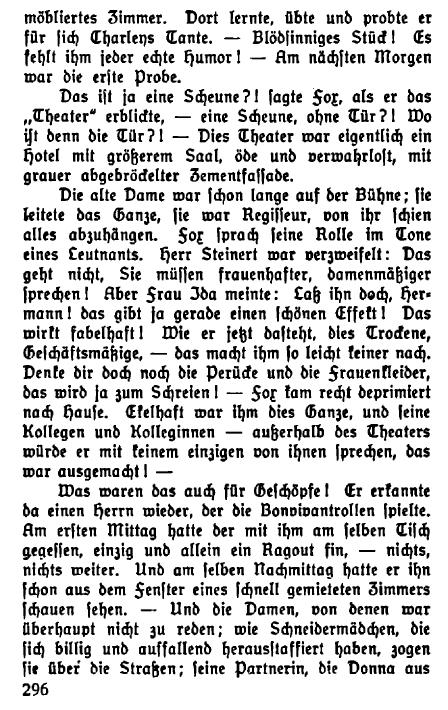 möbliertes Zimmer. Dort lernte, übte und probte er
für sich Charleys Tante. — Blödsinniges Stück! Es
fehlt ihm jeder echte Humor! — Am nächsten Morgen
war die erste Probe.
Das ist ja eine Scheune?! sagte Fox, als er das
„Theater“ erblickte, — eine Scheune, ohne Tür?! Wo
ist denn die Tür?! — Dies Theater war eigentlich ein
Hotel mit größerem Saal, öde und verwahrlost, mit
grauer abgebröckelter Zementfassade.
Die alte Dame war schon lange auf der Bühne; sie
leitete das Ganze, sie war Regisseur, von ihr schien
alles abzuhängen. Fox sprach seine Rolle im Tone
eines Leutnants. Herr Steinert war verzweifelt: Das
geht nicht, Sie müssen frauenhafter, damenmäßiger
sprechen! Aber Frau Ida meinte: Laß ihn doch, Her-
mann! das gibt ja gerade einen schönen Effekt! Das
wirkt fabelhaft! Wie er jetzt dasteht, dies Trockene,
Geschäftsmäßige, — das macht ihm so leicht keiner nach.
Denke dir doch noch die Perücke und die Frauenkleider,
das wird ja zum Schreien! — Fox kam recht deprimiert
nach Hause. Ekelhaft war ihm dies Ganze, und seine
Kollegen und Kolleginnen — außerhalb des Theaters
würde er mit keinem einzigen von ihnen sprechen, das
war ausgemacht! —
Was waren das auch für Geschöpfe! Er erkannte
da einen Herrn wieder, der die Bonvivantrollen spielte.
Am ersten Mittag hatte der mit ihm am selben Tisch
gegessen, einzig und allein ein Ragout fin, — nichts,
nichts weiter. Und am selben Nachmittag hatte er ihn
schon aus dem Fenster eines schnell gemieteten Zimmers
schauen sehen. — Und die Damen, von denen war
überhaupt nicht zu reden; wie Schneidermädchen, die
sich billig und auffallend herausstaffiert haben, zogen
sie über die Straßen; seine Partnerin, die Donna aus
296